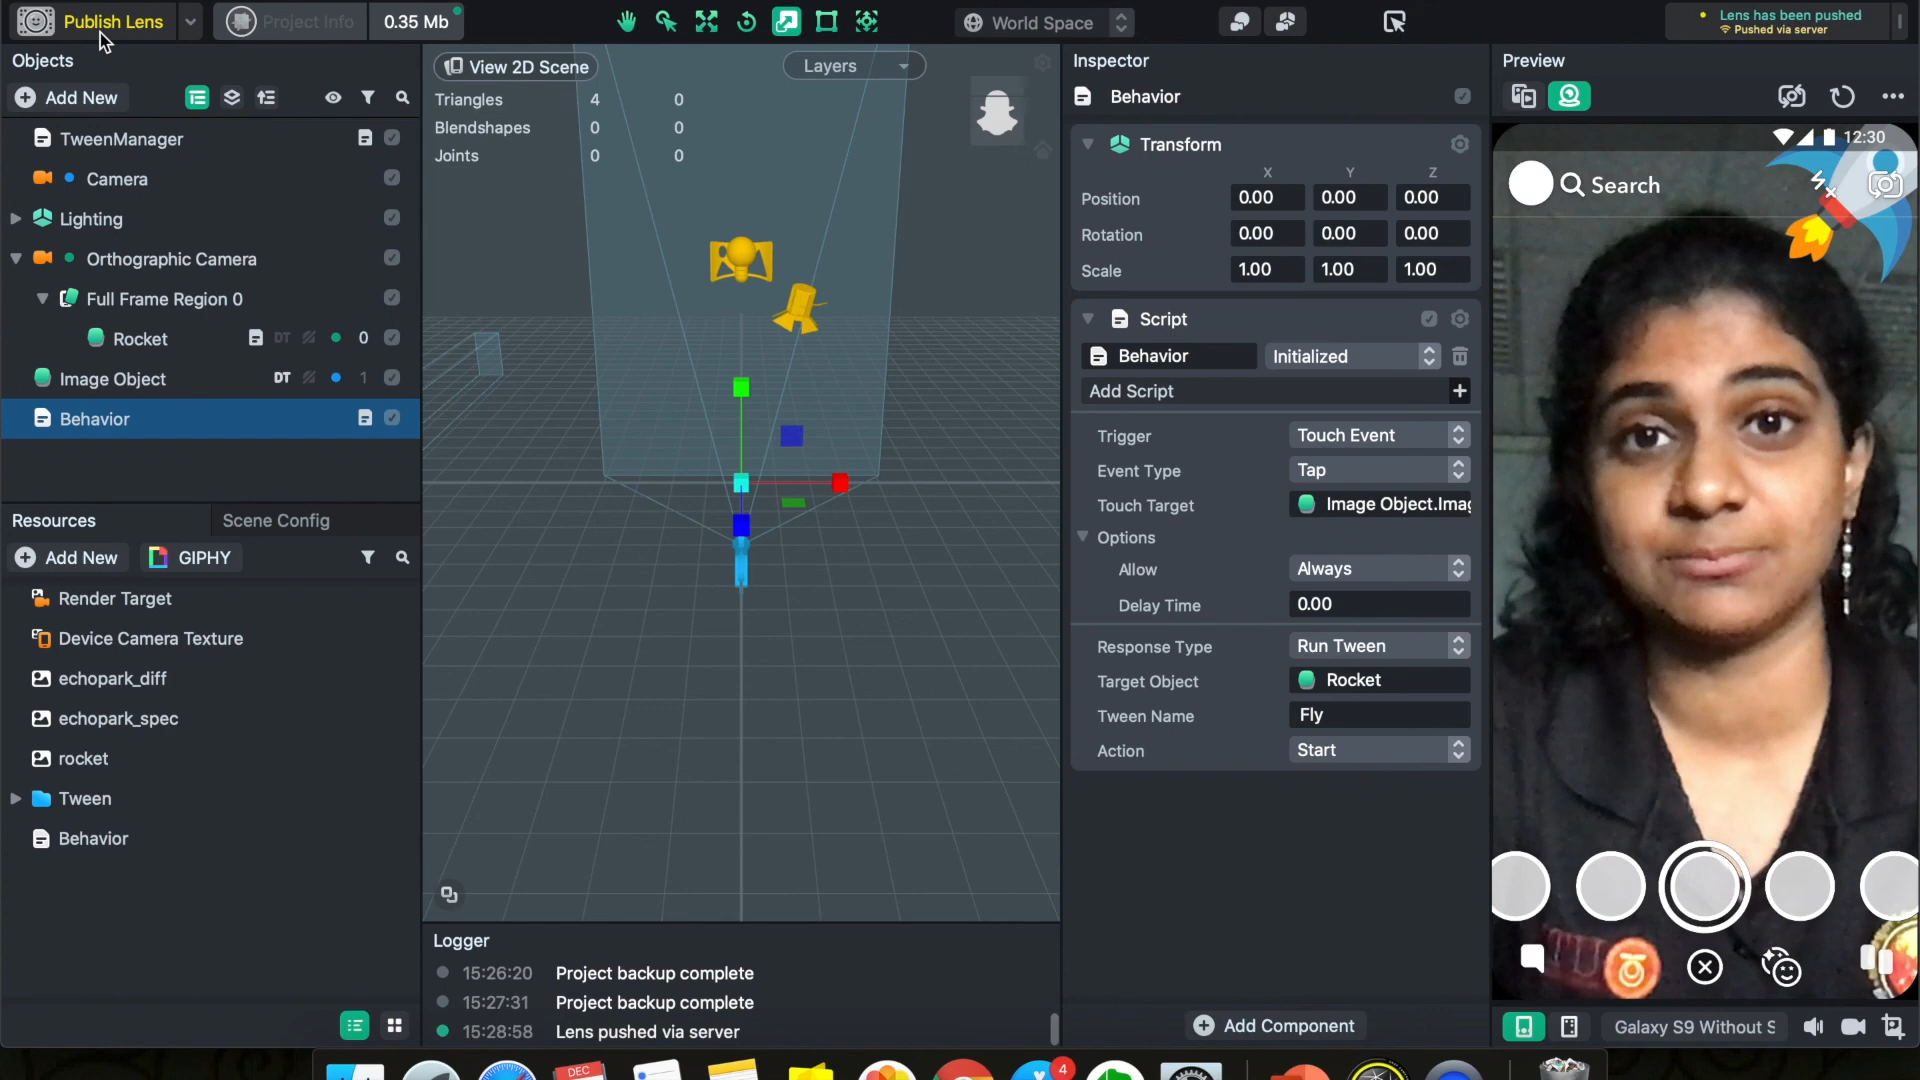 Publish Lens
Project Info
0.35 Mb
World Space
Lens has been pushed
Pushed via server
Objects
Add New
TweenManager
Camera
Lighting
Orthographic Camera
Full Frame Region 0
Rocket DT 0
Image Object DT 1
Behavior
Resources
Scene Config
Add New
GIPHY
Render Target
Device Camera Texture
echopark_diff
echopark_spec
rocket
Tween
Behavior
View 2D Scene
Layers
Triangles 4 0
Blendshapes 0 0
Joints 0 0
Logger
15:26:20 Project backup complete
15:27:31 Project backup complete
15:28:58 Lens pushed via server
Inspector
Behavior
Transform
X Y Z
Position 0.00 0.00 0.00
Rotation 0.00 0.00 0.00
Scale 1.00 1.00 1.00
Script
Behavior Initialized
Add Script +
Trigger Touch Event
Event Type Tap
Touch Target Image Object.Imag
Options
Allow Always
Delay Time 0.00
Response Type Run Tween
Target Object Rocket
Tween Name Fly
Action Start
Add Component
Preview
12:30
Search
Galaxy S9 Without S
DEC
4